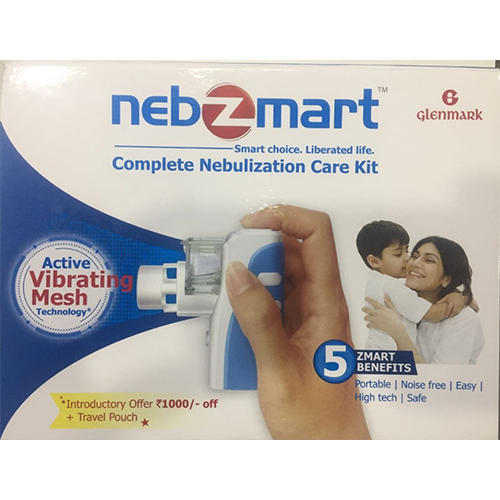 nebzmart™
GLENMARK
Smart choice. Liberated life.
Complete Nebulization Care Kit
Active
Vibrating
Mesh
Technology*
5 ZMART
BENEFITS
Portable | Noise free | Easy |
High tech | Safe
*Introductory Offer ₹1000/- off
+ Travel Pouch